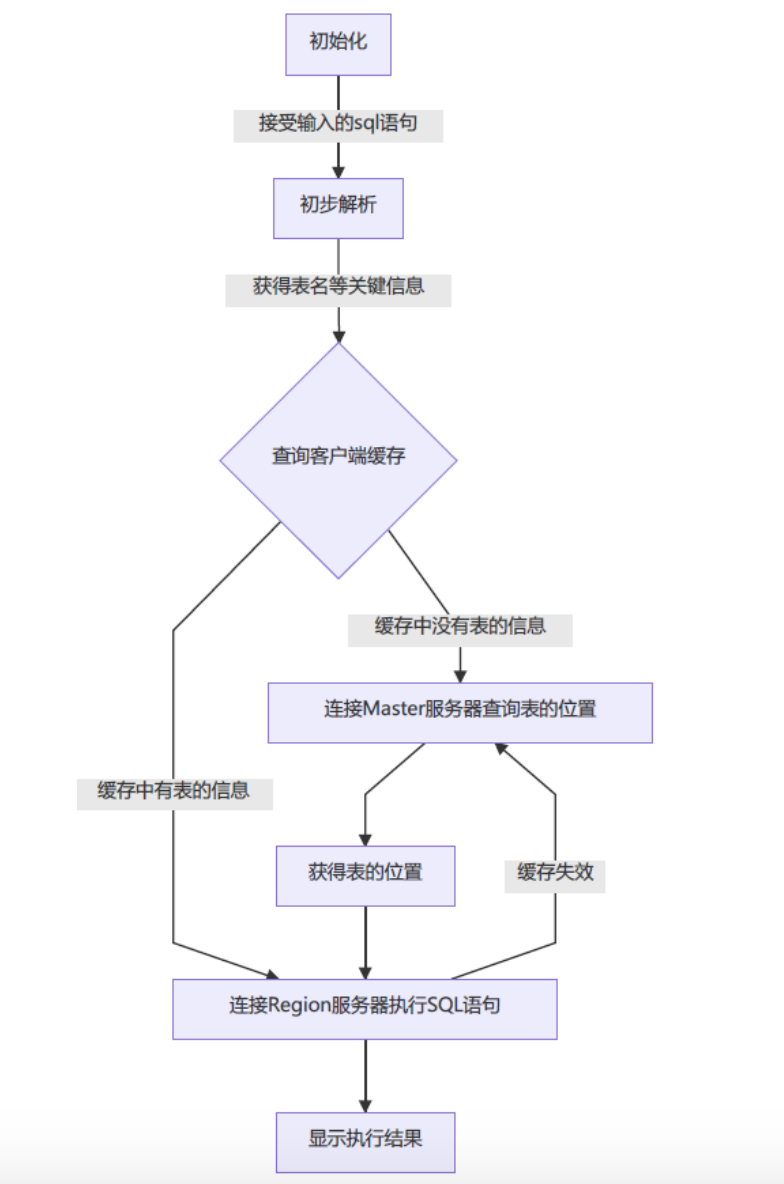 初始化
接受输入的sql语句
初步解析
获得表名等关键信息
查询客户端缓存
缓存中没有表的信息
连接Master服务器查询表的位置
缓存中有表的信息
获得表的位置
缓存失效
连接Region服务器执行SQL语句
显示执行结果